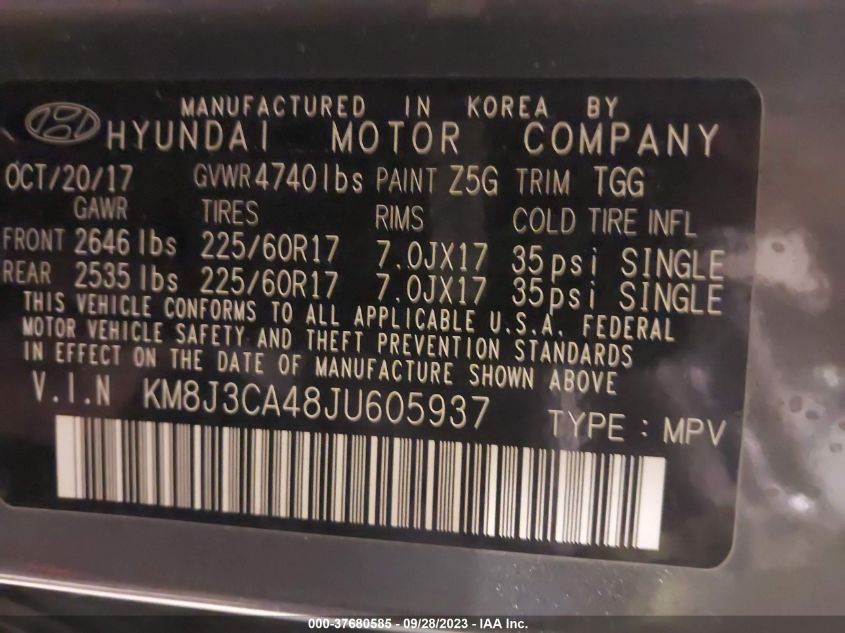 MANUFACTURED IN KOREA BY
HYUNDAI MOTOR COMPANY
OCT/20/17 GVWR 4740 lbs PAINT Z5G TRIM TGG
GAWR TIRES RIMS COLD TIRE INFL
FRONT 2646 lbs 225/60R17 7.0JX17 35psi SINGLE
REAR 2535 lbs 225/60R17 7.0JX17 35psi SINGLE
THIS VEHICLE CONFORMS TO ALL APPLICABLE U.S.A. FEDERAL
MOTOR VEHICLE SAFETY AND THEFT PREVENTION STANDARDS
IN EFFECT ON THE DATE OF MANUFACTURE SHOWN ABOVE
V.I.N KM8J3CA48JU605937 TYPE : MPV
000-37680585 - 09/28/2023 - IAA Inc.